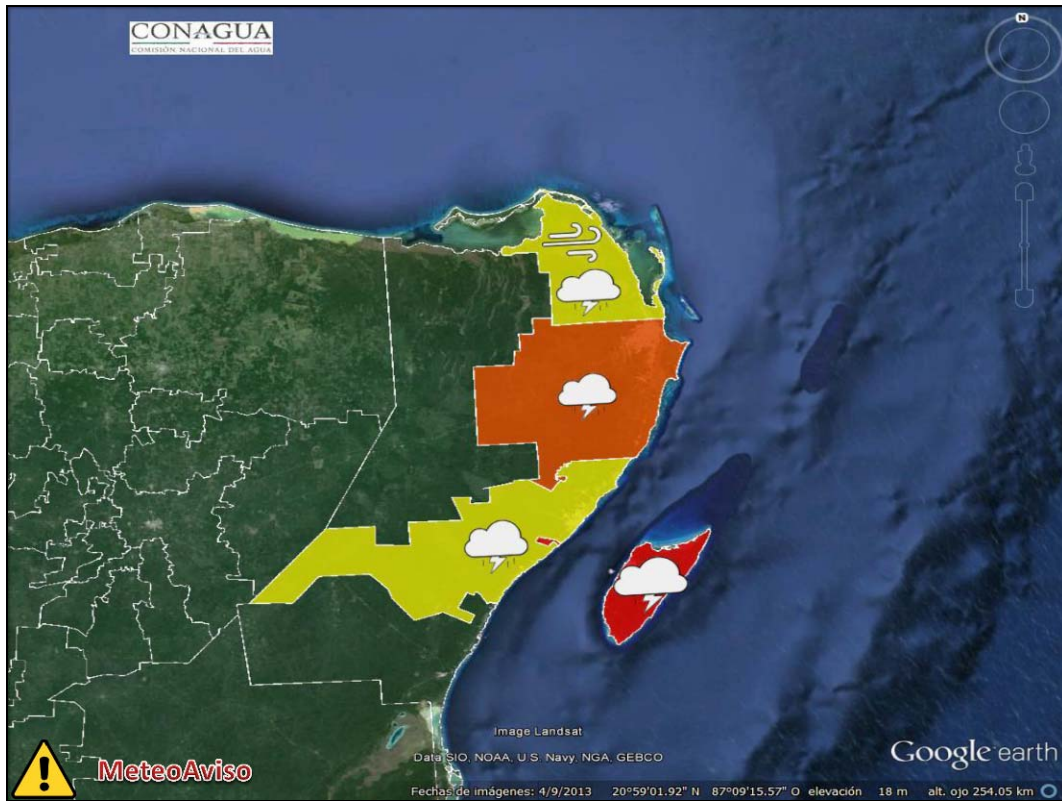 CONAGUA
COMISIÓN NACIONAL DEL AGUA
N
Image Landsat
Data SIO, NOAA, U.S. Navy, NGA, GEBCO
Google earth
MeteoAviso
Fechas de imágenes: 4/9/2013 20°59'01.92" N 87°09'15.57" O elevación 18 m alt. ojo 254.05 km